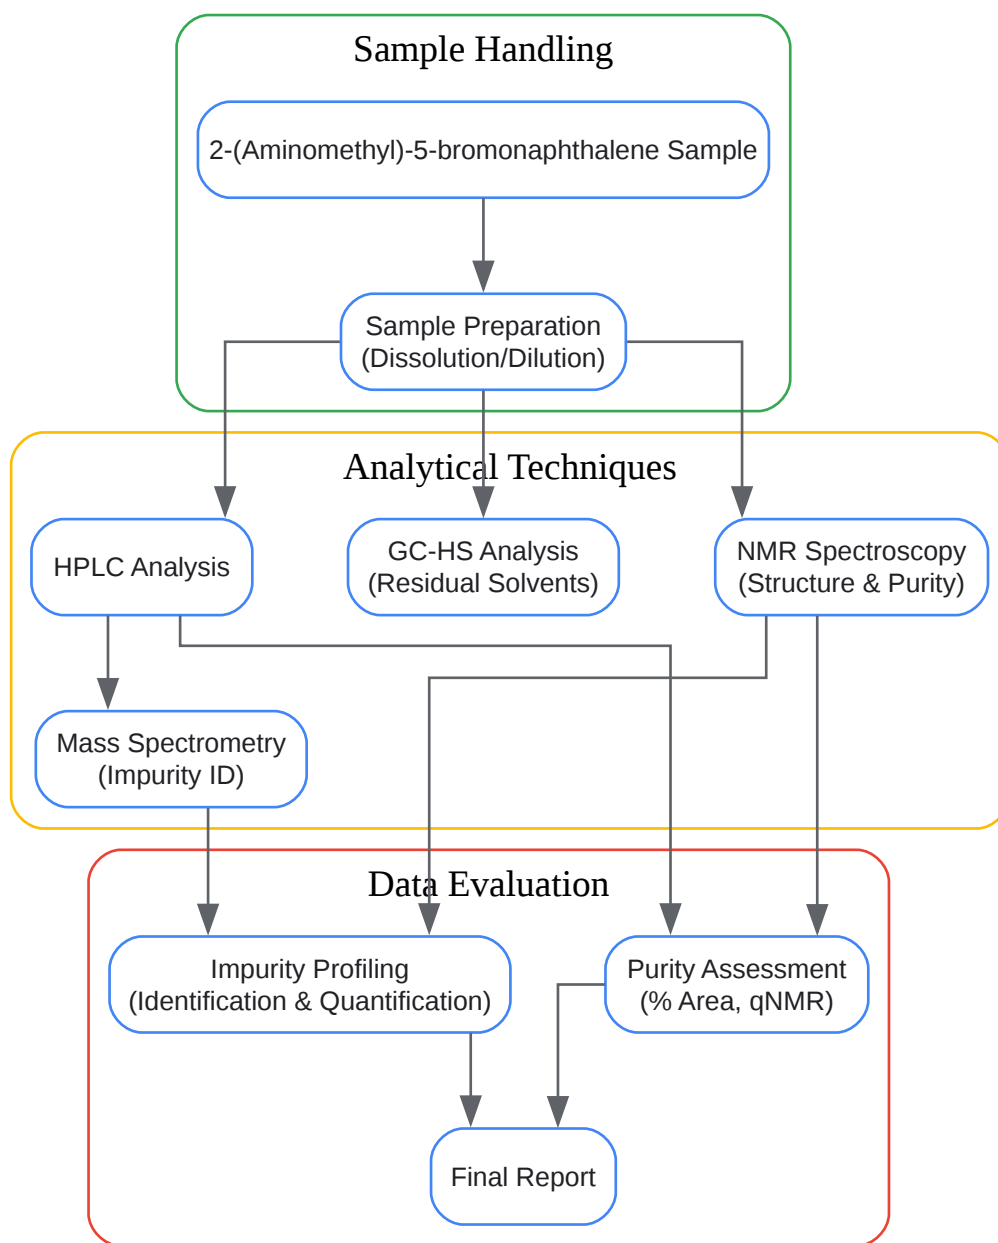 Sample Handling
2-(Aminomethyl)-5-bromonaphthalene Sample
Sample Preparation
(Dissolution/Dilution)
Analytical Techniques
HPLC Analysis
GC-HS Analysis
(Residual Solvents)
NMR Spectroscopy
(Structure & Purity)
Mass Spectrometry
(Impurity ID)
Data Evaluation
Impurity Profiling
(Identification & Quantification)
Purity Assessment
(% Area, qNMR)
Final Report